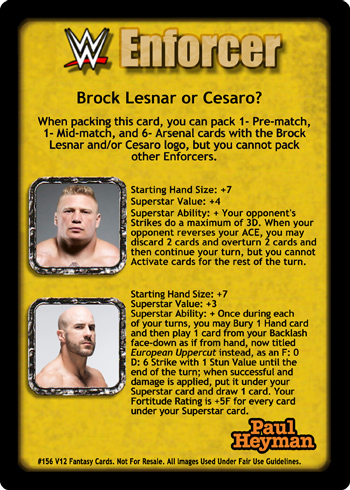 WWE Enforcer
Brock Lesnar or Cesaro?
When packing this card, you can pack 1- Pre-match,
1- Mid-match, and 6- Arsenal cards with the Brock
Lesnar and/or Cesaro logo, but you cannot pack
other Enforcers.
Starting Hand Size: +7
Superstar Value: +4
Superstar Ability: + Your opponent's
Strikes do a maximum of 3D. When your
opponent reverses your ACE, you may
discard 2 cards and overturn 2 cards and
then continue your turn, but you cannot
Activate cards for the rest of the turn.
Starting Hand Size: +7
Superstar Value: +3
Superstar Ability: + Once during each
of your turns, you may Bury 1 Hand card
and then play 1 card from your Backlash
face-down as if from hand, now titled
European Uppercut instead, as an F: 0
D: 6 Strike with 1 Stun Value until the
end of the turn; when successful and
damage is applied, put it under your
Superstar card and draw 1 card. Your
Fortitude Rating is +5F for every card
under your Superstar card.
Paul
Heyman
#156 V12 Fantasy Cards. Not For Resale. All Images Used Under Fair Use Guidelines.